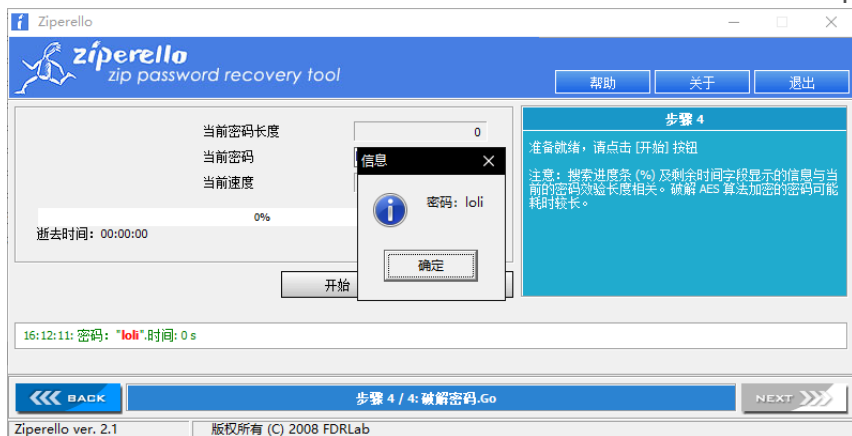 Ziperello
ziperello
zip password recovery tool
帮助
关于
退出
当前密码长度
0
当前密码
当前速度
0%
逝去时间：00:00:00
开始
信息
密码：loli
确定
步骤 4
准备就绪，请点击 [开始] 按钮
注意：搜索进度条 (%) 及剩余时间字段显示的信息与当
前的密码效验长度相关。破解 AES 算法加密的密码可能
耗时较长。
16:12:11: 密码："loli".时间: 0 s
BACK
步骤 4 / 4: 破解密码.Go
NEXT
Ziperello ver. 2.1
版权所有 (C) 2008 FDRLab